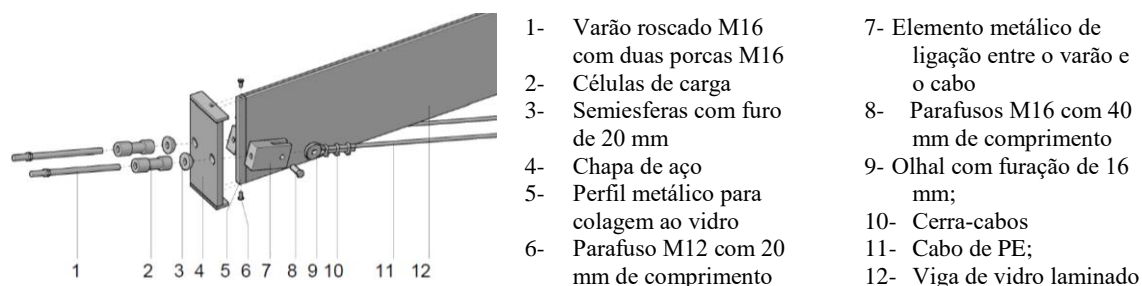 1 2 3 4 5 6 7 8 9 10 11 12
1- Varão roscado M16
com duas porcas M16
2- Células de carga
3- Semiesferas com furo
de 20 mm
4- Chapa de aço
5- Perfil metálico para
colagem ao vidro
6- Parafuso M12 com 20
mm de comprimento
7- Elemento metálico de
ligação entre o varão e
o cabo
8- Parafusos M16 com 40
mm de comprimento
9- Olhal com furação de 16
mm;
10- Cerra-cabos
11- Cabo de PE;
12- Viga de vidro laminado